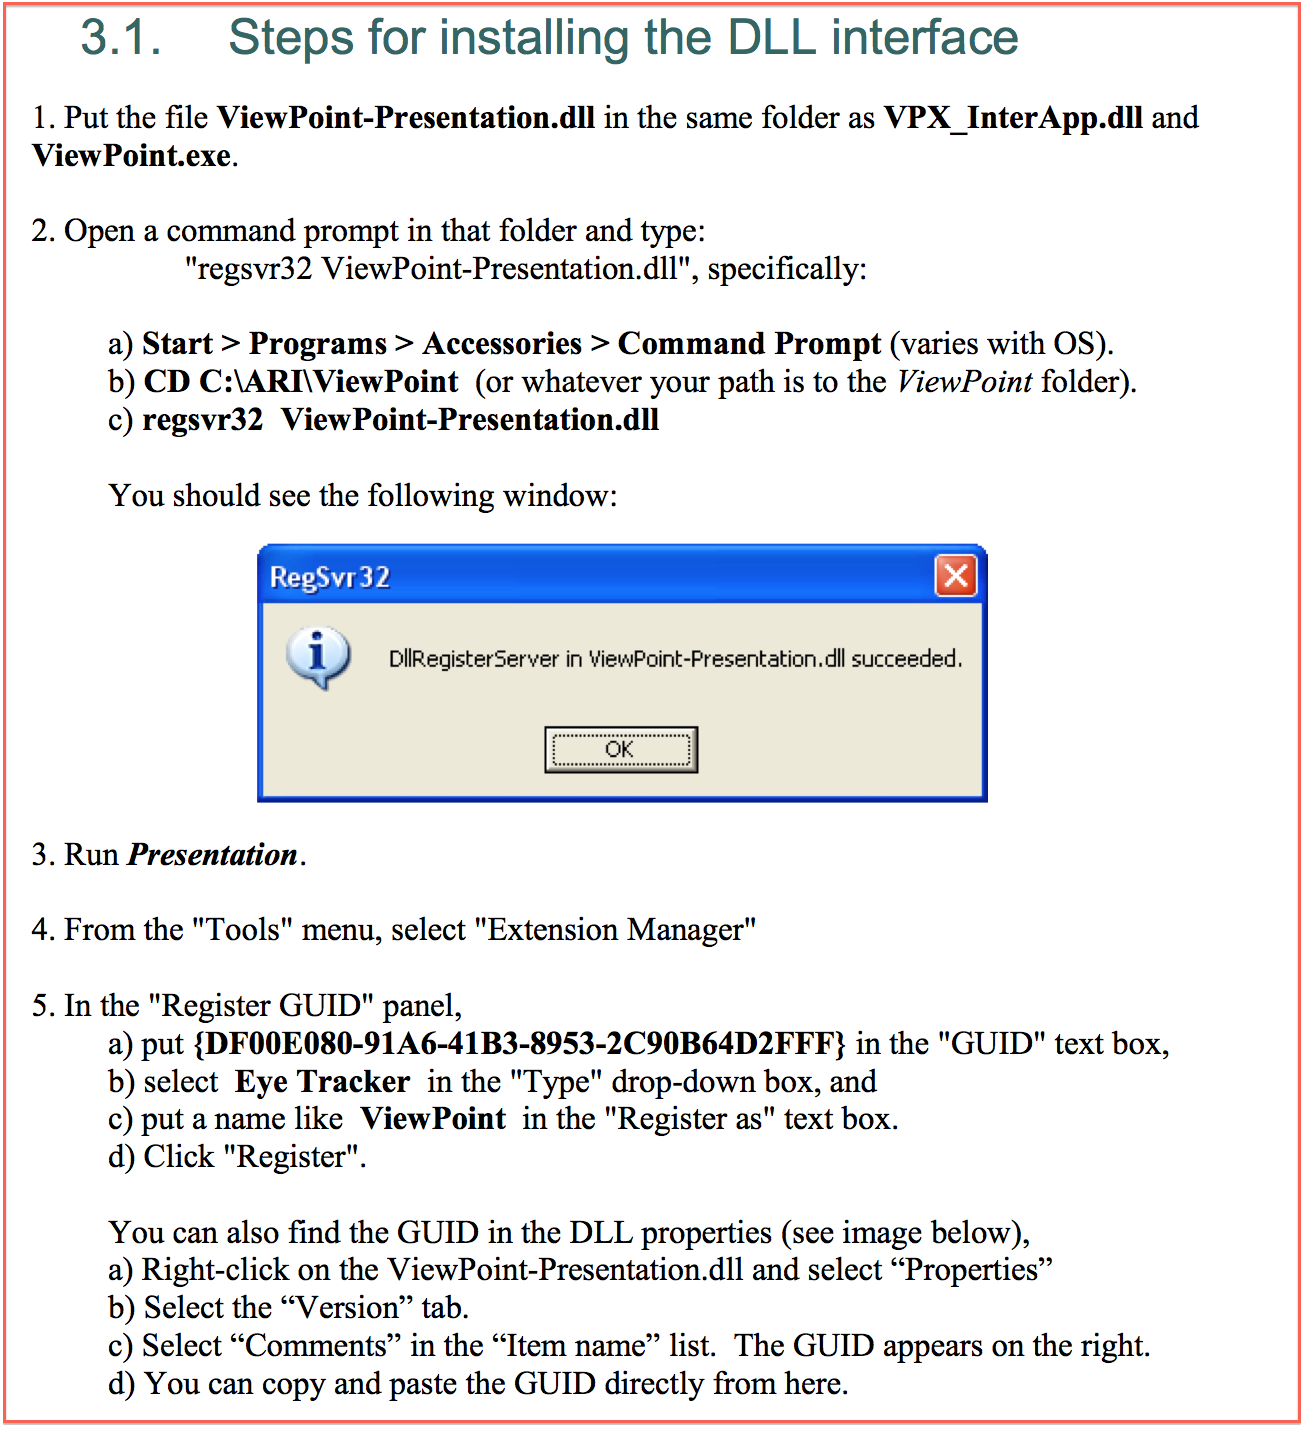 3.1. Steps for installing the DLL interface
1. Put the file ViewPoint-Presentation.dll in the same folder as VPX_InterApp.dll and
ViewPoint.exe.
2. Open a command prompt in that folder and type:
"regsvr32 ViewPoint-Presentation.dll", specifically:
a) Start > Programs > Accessories > Command Prompt (varies with OS).
b) CD C:\ARI\ViewPoint (or whatever your path is to the ViewPoint folder).
c) regsvr32 ViewPoint-Presentation.dll
You should see the following window:
RegSvr32
DllRegisterServer in ViewPoint-Presentation.dll succeeded.
OK
3. Run Presentation.
4. From the "Tools" menu, select "Extension Manager"
5. In the "Register GUID" panel,
a) put {DF00E080-91A6-41B3-8953-2C90B64D2FFF} in the "GUID" text box,
b) select Eye Tracker in the "Type" drop-down box, and
c) put a name like ViewPoint in the "Register as" text box.
d) Click "Register".
You can also find the GUID in the DLL properties (see image below),
a) Right-click on the ViewPoint-Presentation.dll and select “Properties”
b) Select the “Version” tab.
c) Select “Comments” in the “Item name” list. The GUID appears on the right.
d) You can copy and paste the GUID directly from here.